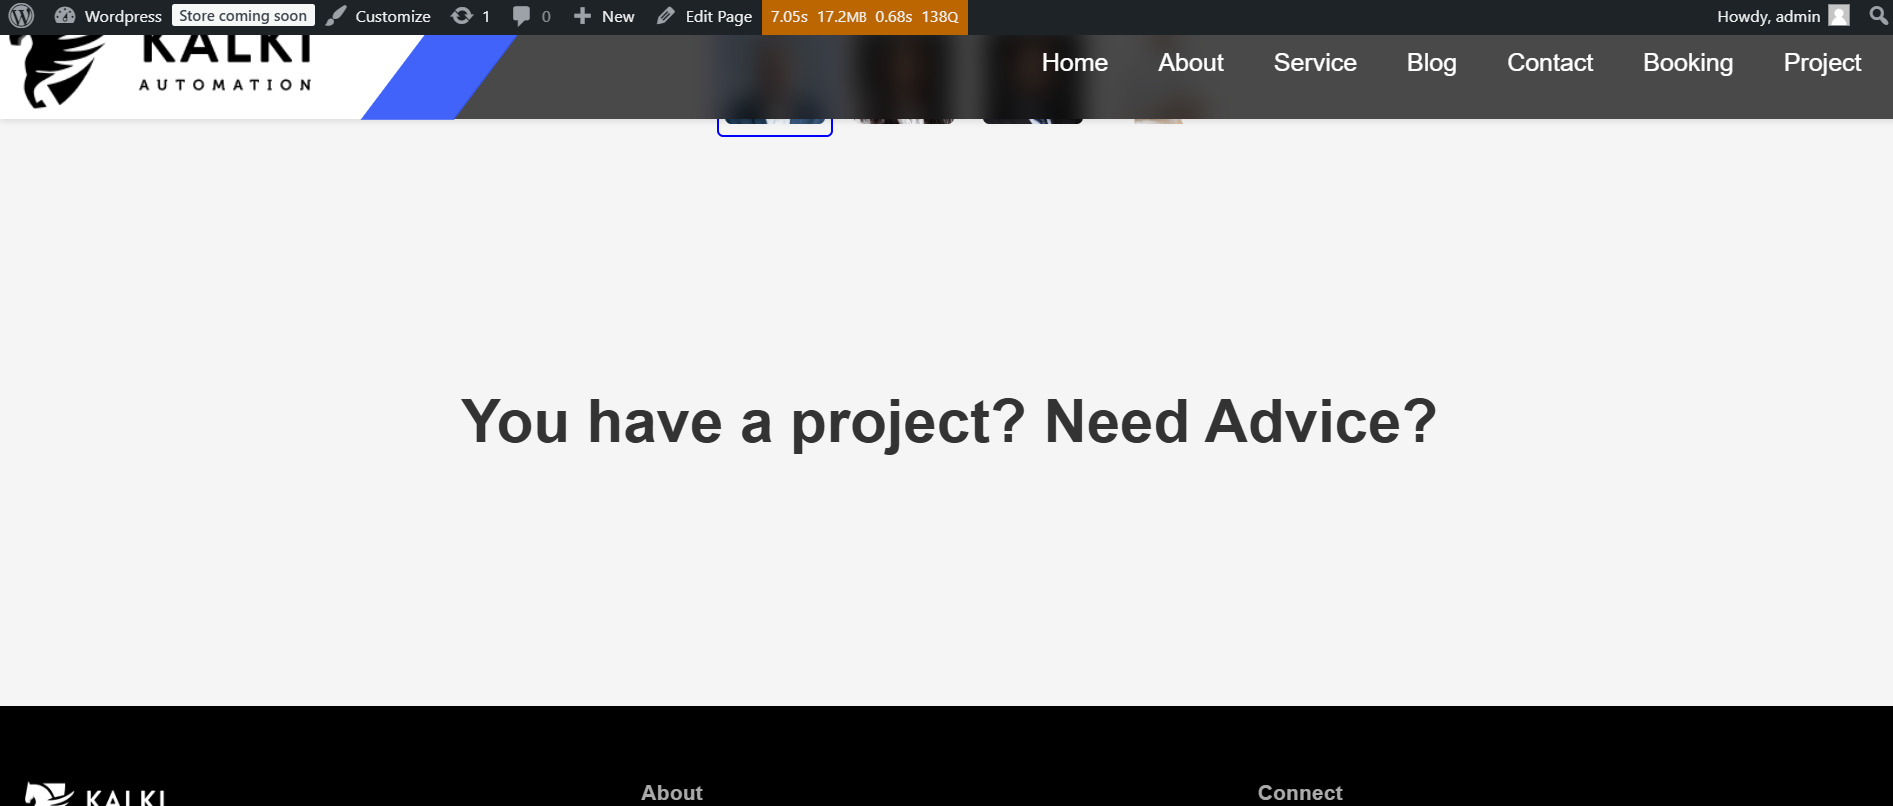 Wordpress Store coming soon Customize 1 0 New Edit Page 7.05s 17.2MB 0.68s 138Q Howdy, admin
KALKI
AUTOMATION
Home About Service Blog Contact Booking Project
You have a project? Need Advice?
KALKI
About
Connect